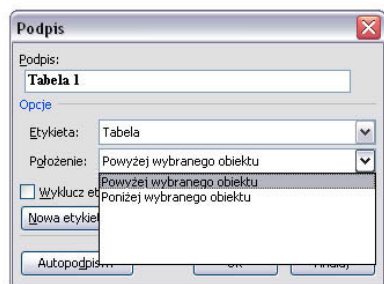 Podpis
Podpis:
Tabela 1
Opcje
Etykieta: Tabela
Położenie: Powyżej wybranego obiektu
Powyżej wybranego obiektu
Poniżej wybranego obiektu
Wyklucz
Nowa